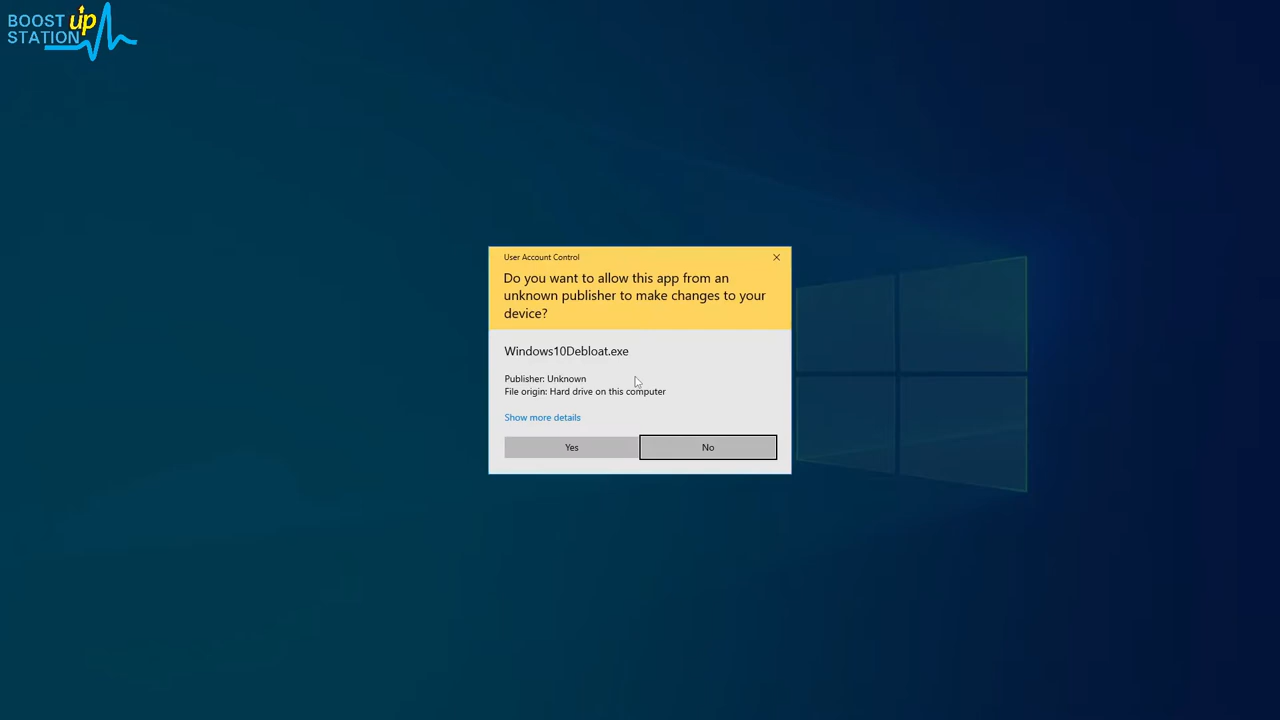 BOOST up
STATION
User Account Control
Do you want to allow this app from an
unknown publisher to make changes to your
device?
Windows10Debloat.exe
Publisher: Unknown
File origin: Hard drive on this computer
Show more details
Yes
No